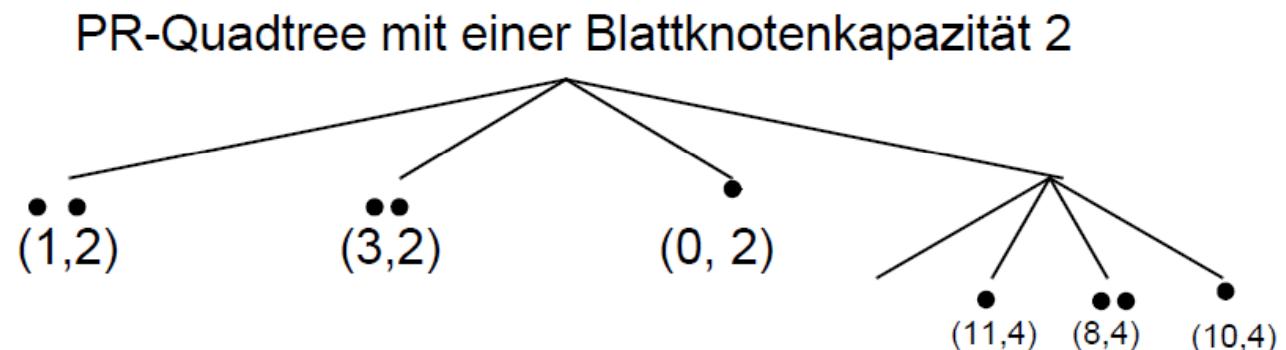 PR-Quadtree mit einer Blattknotenkapazität 2
(1,2) (3,2) (0, 2)
(11,4) (8,4) (10,4)